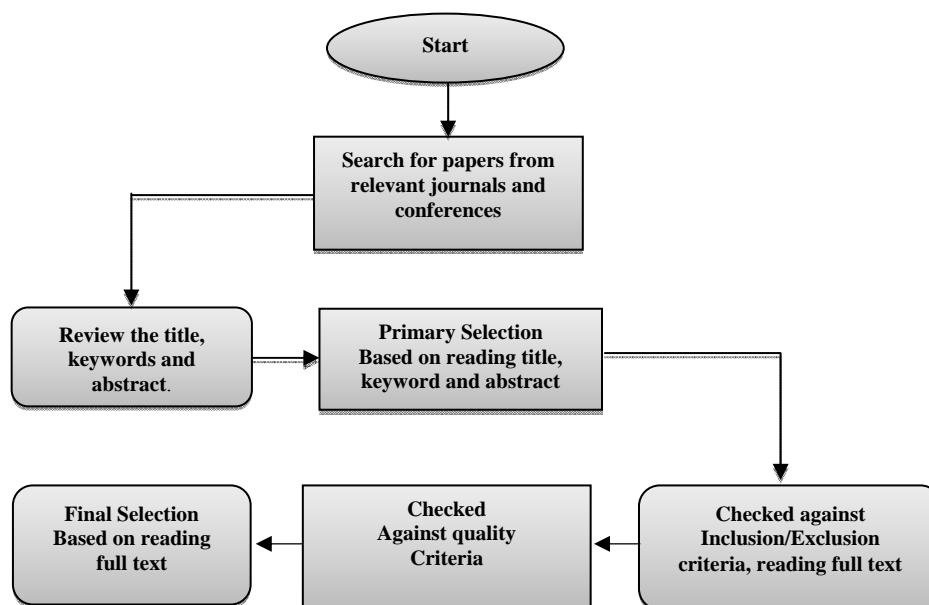 Start
Search for papers from
relevant journals and
conferences
Review the title,
keywords and
abstract.
Primary Selection
Based on reading title,
keyword and abstract
Checked against
Inclusion/Exclusion
criteria, reading full text
Checked
Against quality
Criteria
Final Selection
Based on reading
full text